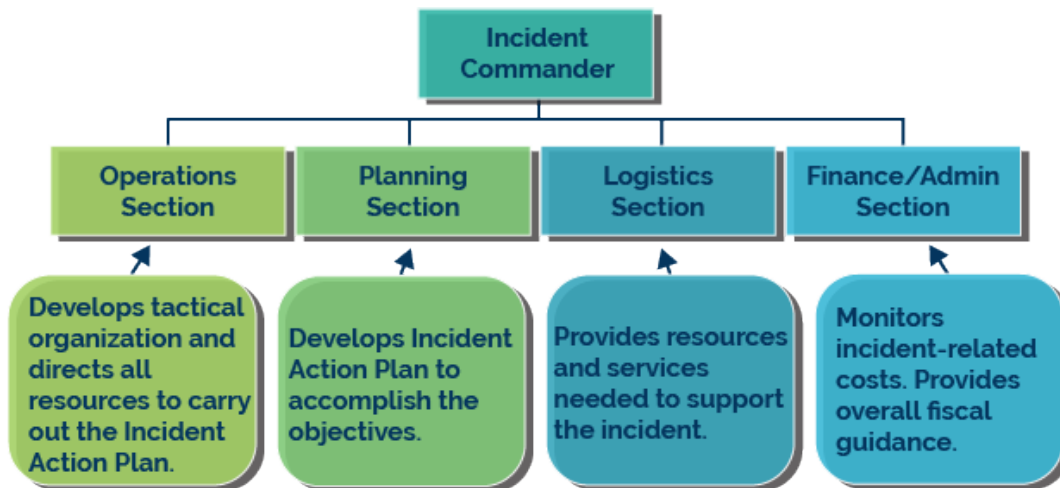 Incident
Commander
Operations
Section
Planning
Section
Logistics
Section
Finance/Admin
Section
Develops tactical
organization and
directs all
resources to carry
out the Incident
Action Plan.
Develops Incident
Action Plan to
accomplish the
objectives.
Provides resources
and services
needed to support
the incident.
Monitors
incident-related
costs. Provides
overall fiscal
guidance.